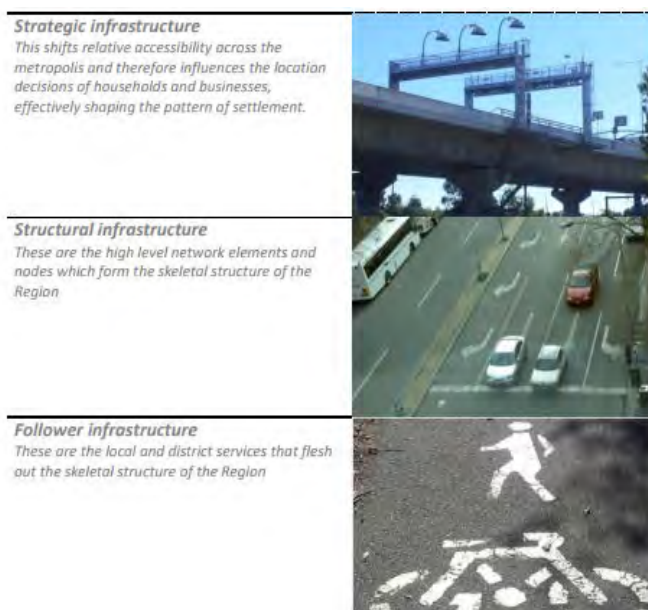 Strategic infrastructure
This shifts relative accessibility across the
metropolis and therefore influences the location
decisions of households and businesses,
effectively shaping the pattern of settlement.
Structural infrastructure
These are the high level network elements and
nodes which form the skeletal structure of the
Region
Follower infrastructure
These are the local and district services that flesh
out the skeletal structure of the Region